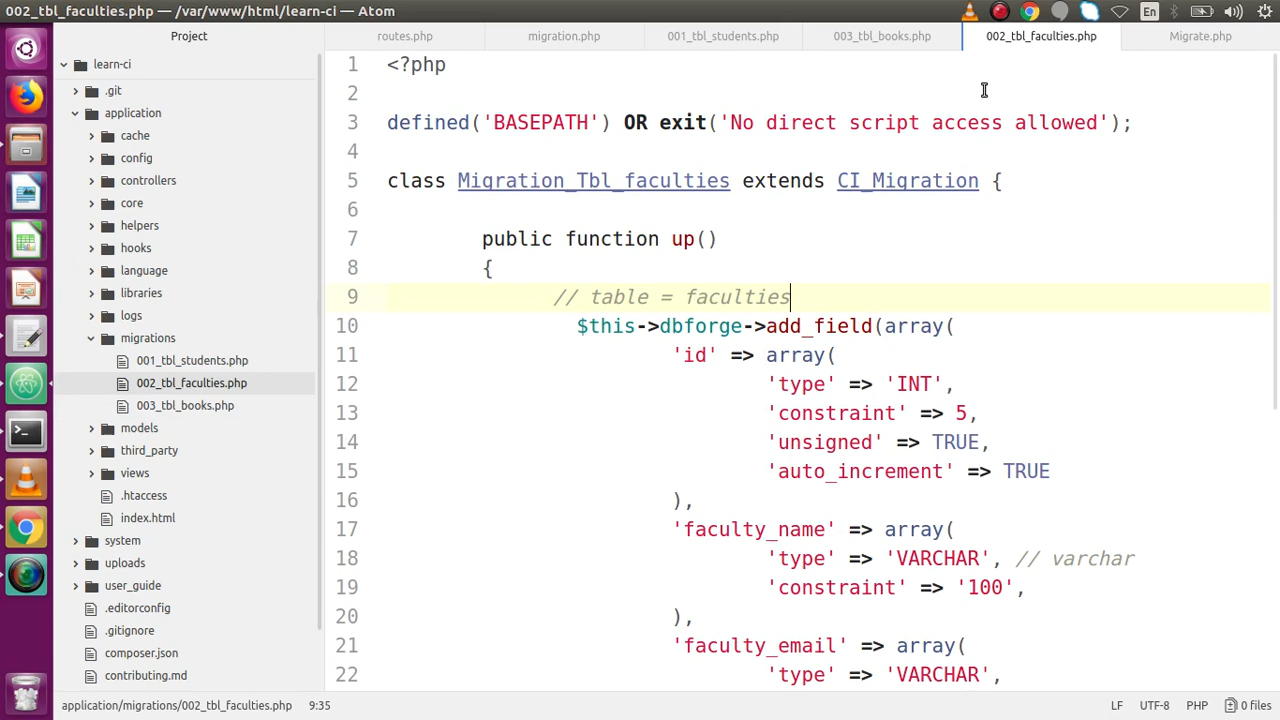 002_tbl_faculties.php — /var/www/html/learn-ci — Atom
En
Project
routes.php
migration.php
001_tbl_students.php
003_tbl_books.php
002_tbl_faculties.php
Migrate.php
learn-ci
.git
application
cache
config
controllers
core
helpers
hooks
language
libraries
logs
migrations
001_tbl_students.php
002_tbl_faculties.php
003_tbl_books.php
models
third_party
views
.htaccess
index.html
system
uploads
user_guide
.editorconfig
.gitignore
composer.json
contributing.md
1 <?php
2
3 defined('BASEPATH') OR exit('No direct script access allowed');
4
5 class Migration_Tbl_faculties extends CI_Migration {
6
7 public function up()
8 {
9 // table = faculties
10 $this->dbforge->add_field(array(
11 'id' => array(
12 'type' => 'INT',
13 'constraint' => 5,
14 'unsigned' => TRUE,
15 'auto_increment' => TRUE
16 ),
17 'faculty_name' => array(
18 'type' => 'VARCHAR', // varchar
19 'constraint' => '100',
20 ),
21 'faculty_email' => array(
22 'type' => 'VARCHAR',
application/migrations/002_tbl_faculties.php 9:35
LF UTF-8 PHP 0 files